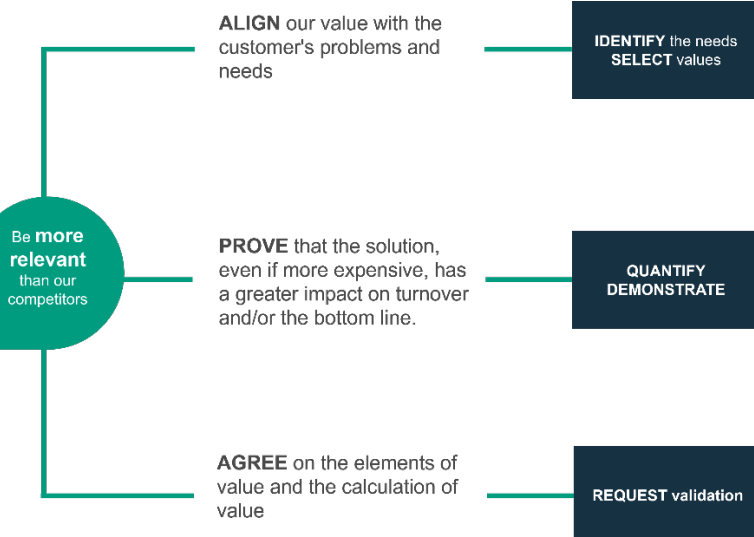 ALIGN our value with the
customer's problems and
needs
IDENTIFY the needs
SELECT values
Be more
relevant
than our
competitors
PROVE that the solution,
even if more expensive, has
a greater impact on turnover
and/or the bottom line.
QUANTIFY
DEMONSTRATE
AGREE on the elements of
value and the calculation of
value
REQUEST validation